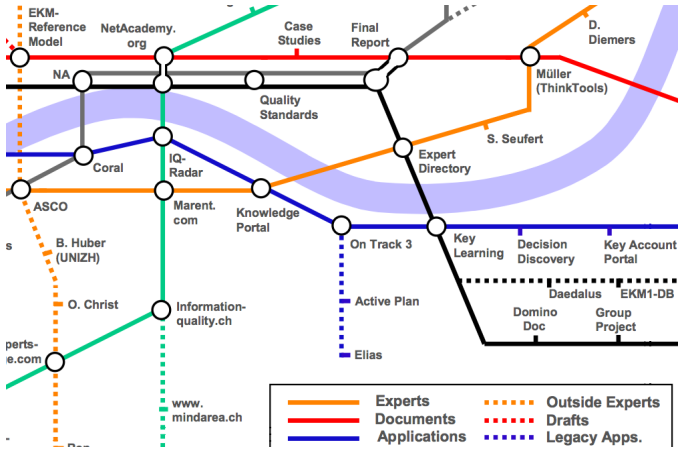 EKM-
Reference
Model
NetAcademy.
org
Case
Studies
Final
Report
D.
Diemers
NA
Quality
Standards
Müller
(ThinkTools)
S. Seufert
Coral
IQ-
Radar
Expert
Directory
ASCO
Marent.
com
Knowledge
Portal
s
B. Huber
(UNIZH)
On Track 3
Key
Learning
Decision
Discovery
Key Account
Portal
O. Christ
Information-
quality.ch
Active Plan
Daedalus
EKM1-DB
Domino
Doc
Group
Project
perts-
e.com
Elias
www.
mindarea.ch
Experts
Outside Experts
Documents
Drafts
Applications
Legacy Apps.